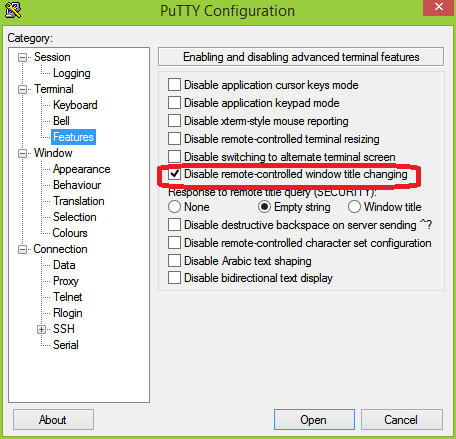 PuTTY Configuration
Category:
Session
Logging
Terminal
Keyboard
Bell
Features
Window
Appearance
Behaviour
Translation
Selection
Colours
Connection
Data
Proxy
Telnet
Rlogin
SSH
Serial
Enabling and disabling advanced terminal features
Disable application cursor keys mode
Disable application keypad mode
Disable xterm-style mouse reporting
Disable remote-controlled terminal resizing
Disable switching to alternate terminal screen
Disable remote-controlled window title changing
Response to remote title query (SECURITY):
None Empty string Window title
Disable destructive backspace on server sending ^?
Disable remote-controlled character set configuration
Disable Arabic text shaping
Disable bidirectional text display
About Open Cancel